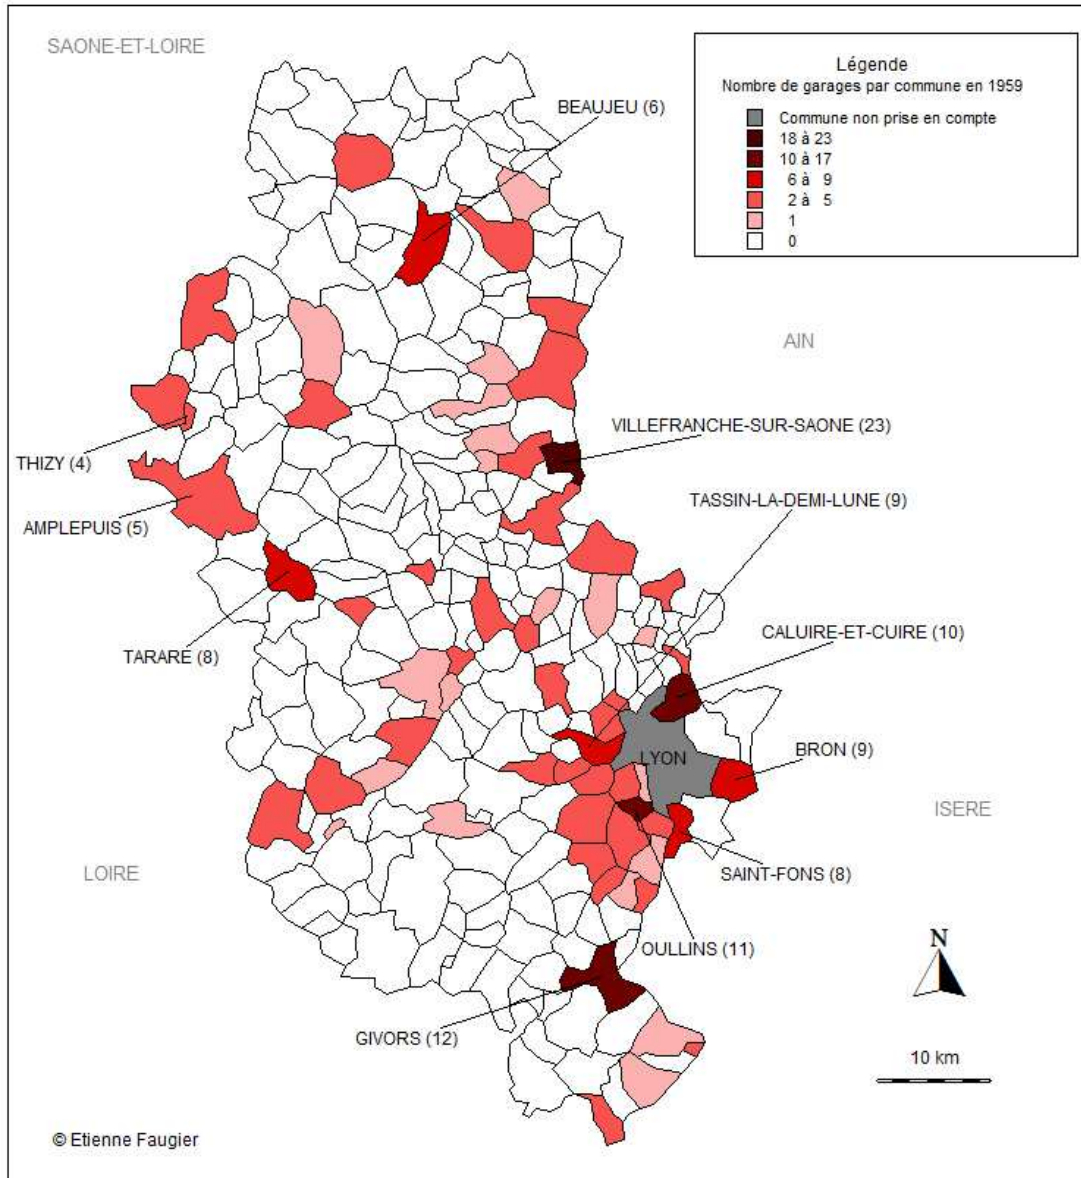 SAONE-ET-LOIRE
Légende
Nombre de garages par commune en 1959
Commune non prise en compte
18 à 23
10 à 17
6 à 9
2 à 5
1
0
BEAUJEU (6)
AIN
VILLEFRANCHE-SUR-SAONE (23)
THIZY (4)
TASSIN-LA-DEMI-LUNE (9)
AMPLEPUIS (5)
CALUIRE-ET-CUIRE (10)
TARARE (8)
BRON (9)
LYON
ISERE
LOIRE
SAINT-FONS (8)
OULLINS (11)
N
GIVORS (12)
10 km
© Etienne Faugier